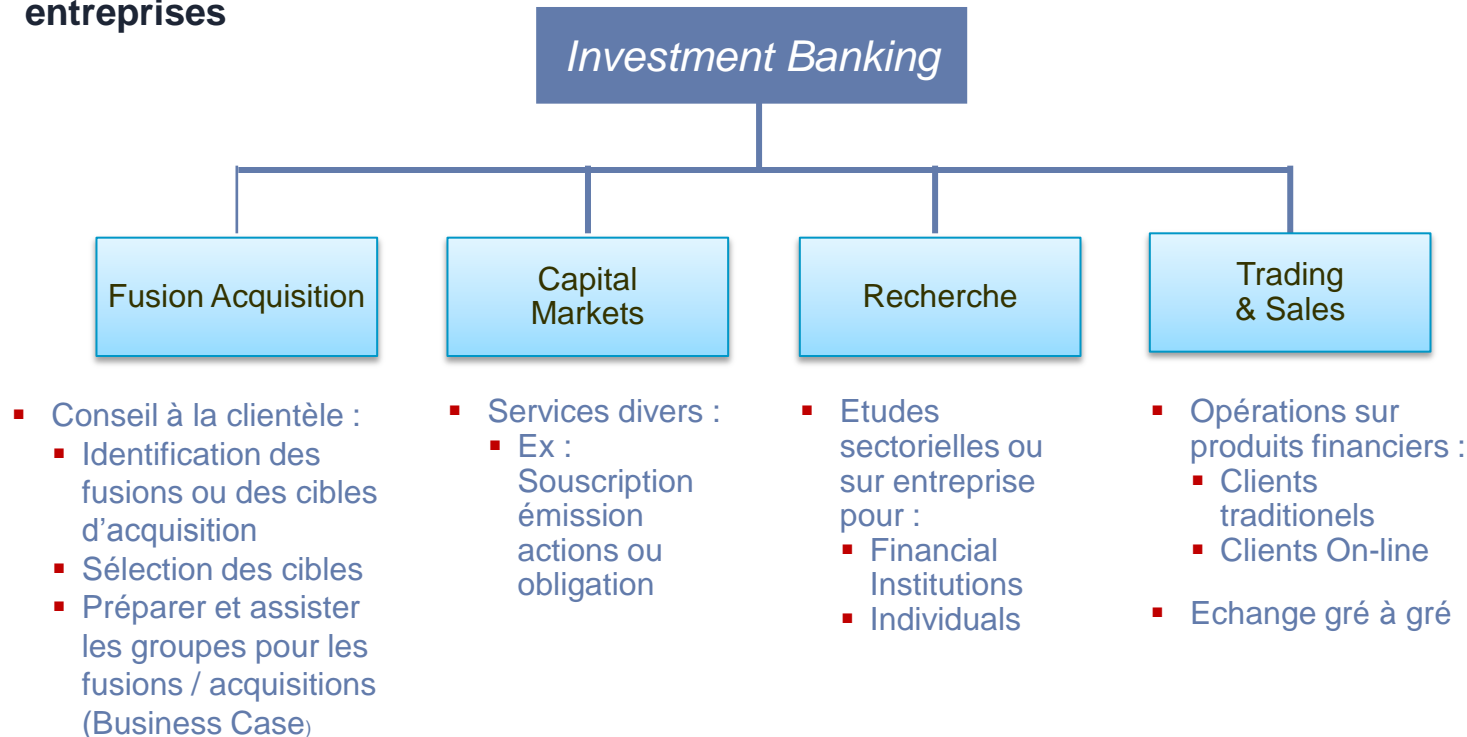 entreprises
Investment Banking
Fusion Acquisition
Capital
Markets
Recherche
Trading
& Sales
▪ Conseil à la clientèle :
▪ Identification des
fusions ou des cibles
d’acquisition
▪ Sélection des cibles
▪ Préparer et assister
les groupes pour les
fusions / acquisitions
(Business Case)
▪ Services divers :
▪ Ex :
Souscription
émission
actions ou
obligation
▪ Etudes
sectorielles ou
sur entreprise
pour :
▪ Financial
Institutions
▪ Individuals
▪ Opérations sur
produits financiers :
▪ Clients
traditionels
▪ Clients On-line
▪ Echange gré à gré